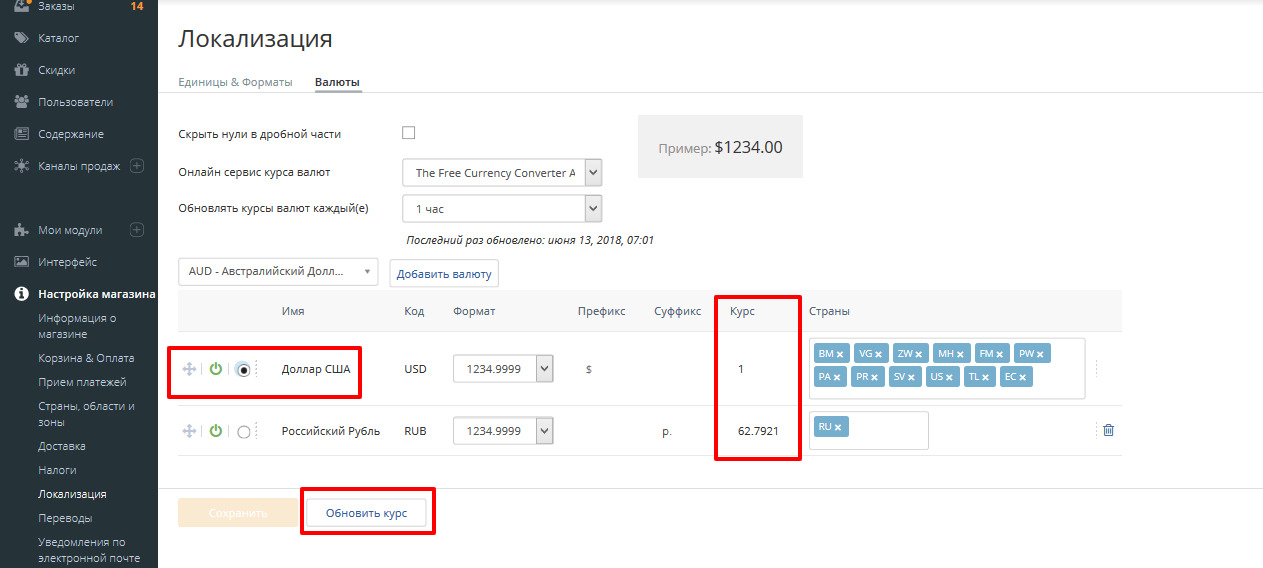 Заказы 14
Каталог
Скидки
Пользователи
Содержание
Каналы продаж
Мои модули
Интерфейс
Настройка магазина
Информация о
магазине
Корзина & Оплата
Прием платежей
Страны, области и
зоны
Доставка
Налоги
Локализация
Переводы
Уведомления по
электронной почте
Локализация
Единицы & Форматы Валюты
Скрыть нули в дробной части
Пример: $1234.00
Онлайн сервис курса валют The Free Currency Converter A
Обновлять курсы валют каждый(е) 1 час
Последний раз обновлено: июня 13, 2018, 07:01
AUD - Австралийский Долл... Добавить валюту
Имя Код Формат Префикс Суффикс Курс Страны
Доллар США USD 1234.9999 $ 1
BM x VG x ZW x MH x FM x PW x
PA x PR x SV x US x TL x EC x
Российский Рубль RUB 1234.9999 р. 62.7921 RU x
Сохранить Обновить курс